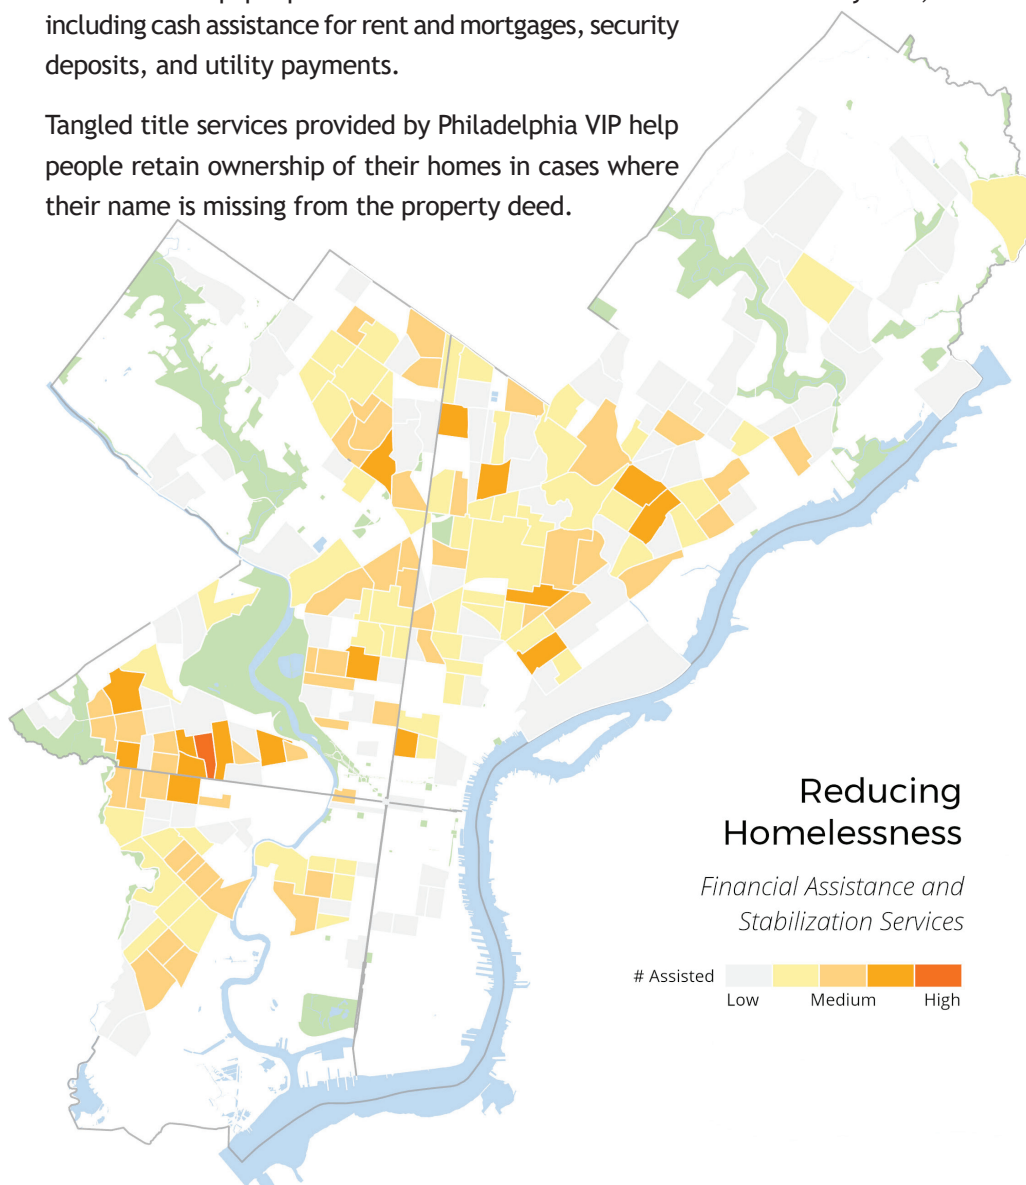 including cash assistance for rent and mortgages, security
deposits, and utility payments.
Tangled title services provided by Philadelphia VIP help
people retain ownership of their homes in cases where
their name is missing from the property deed.
Reducing
Homelessness
Financial Assistance and
Stabilization Services
# Assisted
Low Medium High